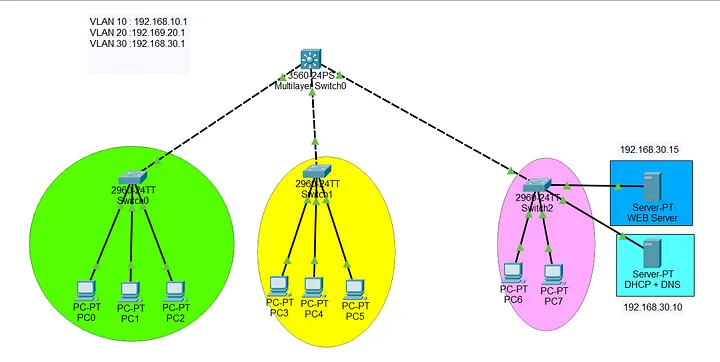 VLAN 10 : 192.168.10.1
VLAN 20 :192.169.20.1
VLAN 30 :192.168.30.1
3560-24PS
Multilayer Switch0
192.168.30.15
2960-24TT
Switch0
2960-24TT
Switch1
2960-24TT
Switch2
Server-PT
WEB Server
Server-PT
DHCP + DNS
192.168.30.10
PC-PT
PC0
PC-PT
PC1
PC-PT
PC2
PC-PT
PC3
PC-PT
PC4
PC-PT
PC5
PC-PT
PC6
PC-PT
PC7